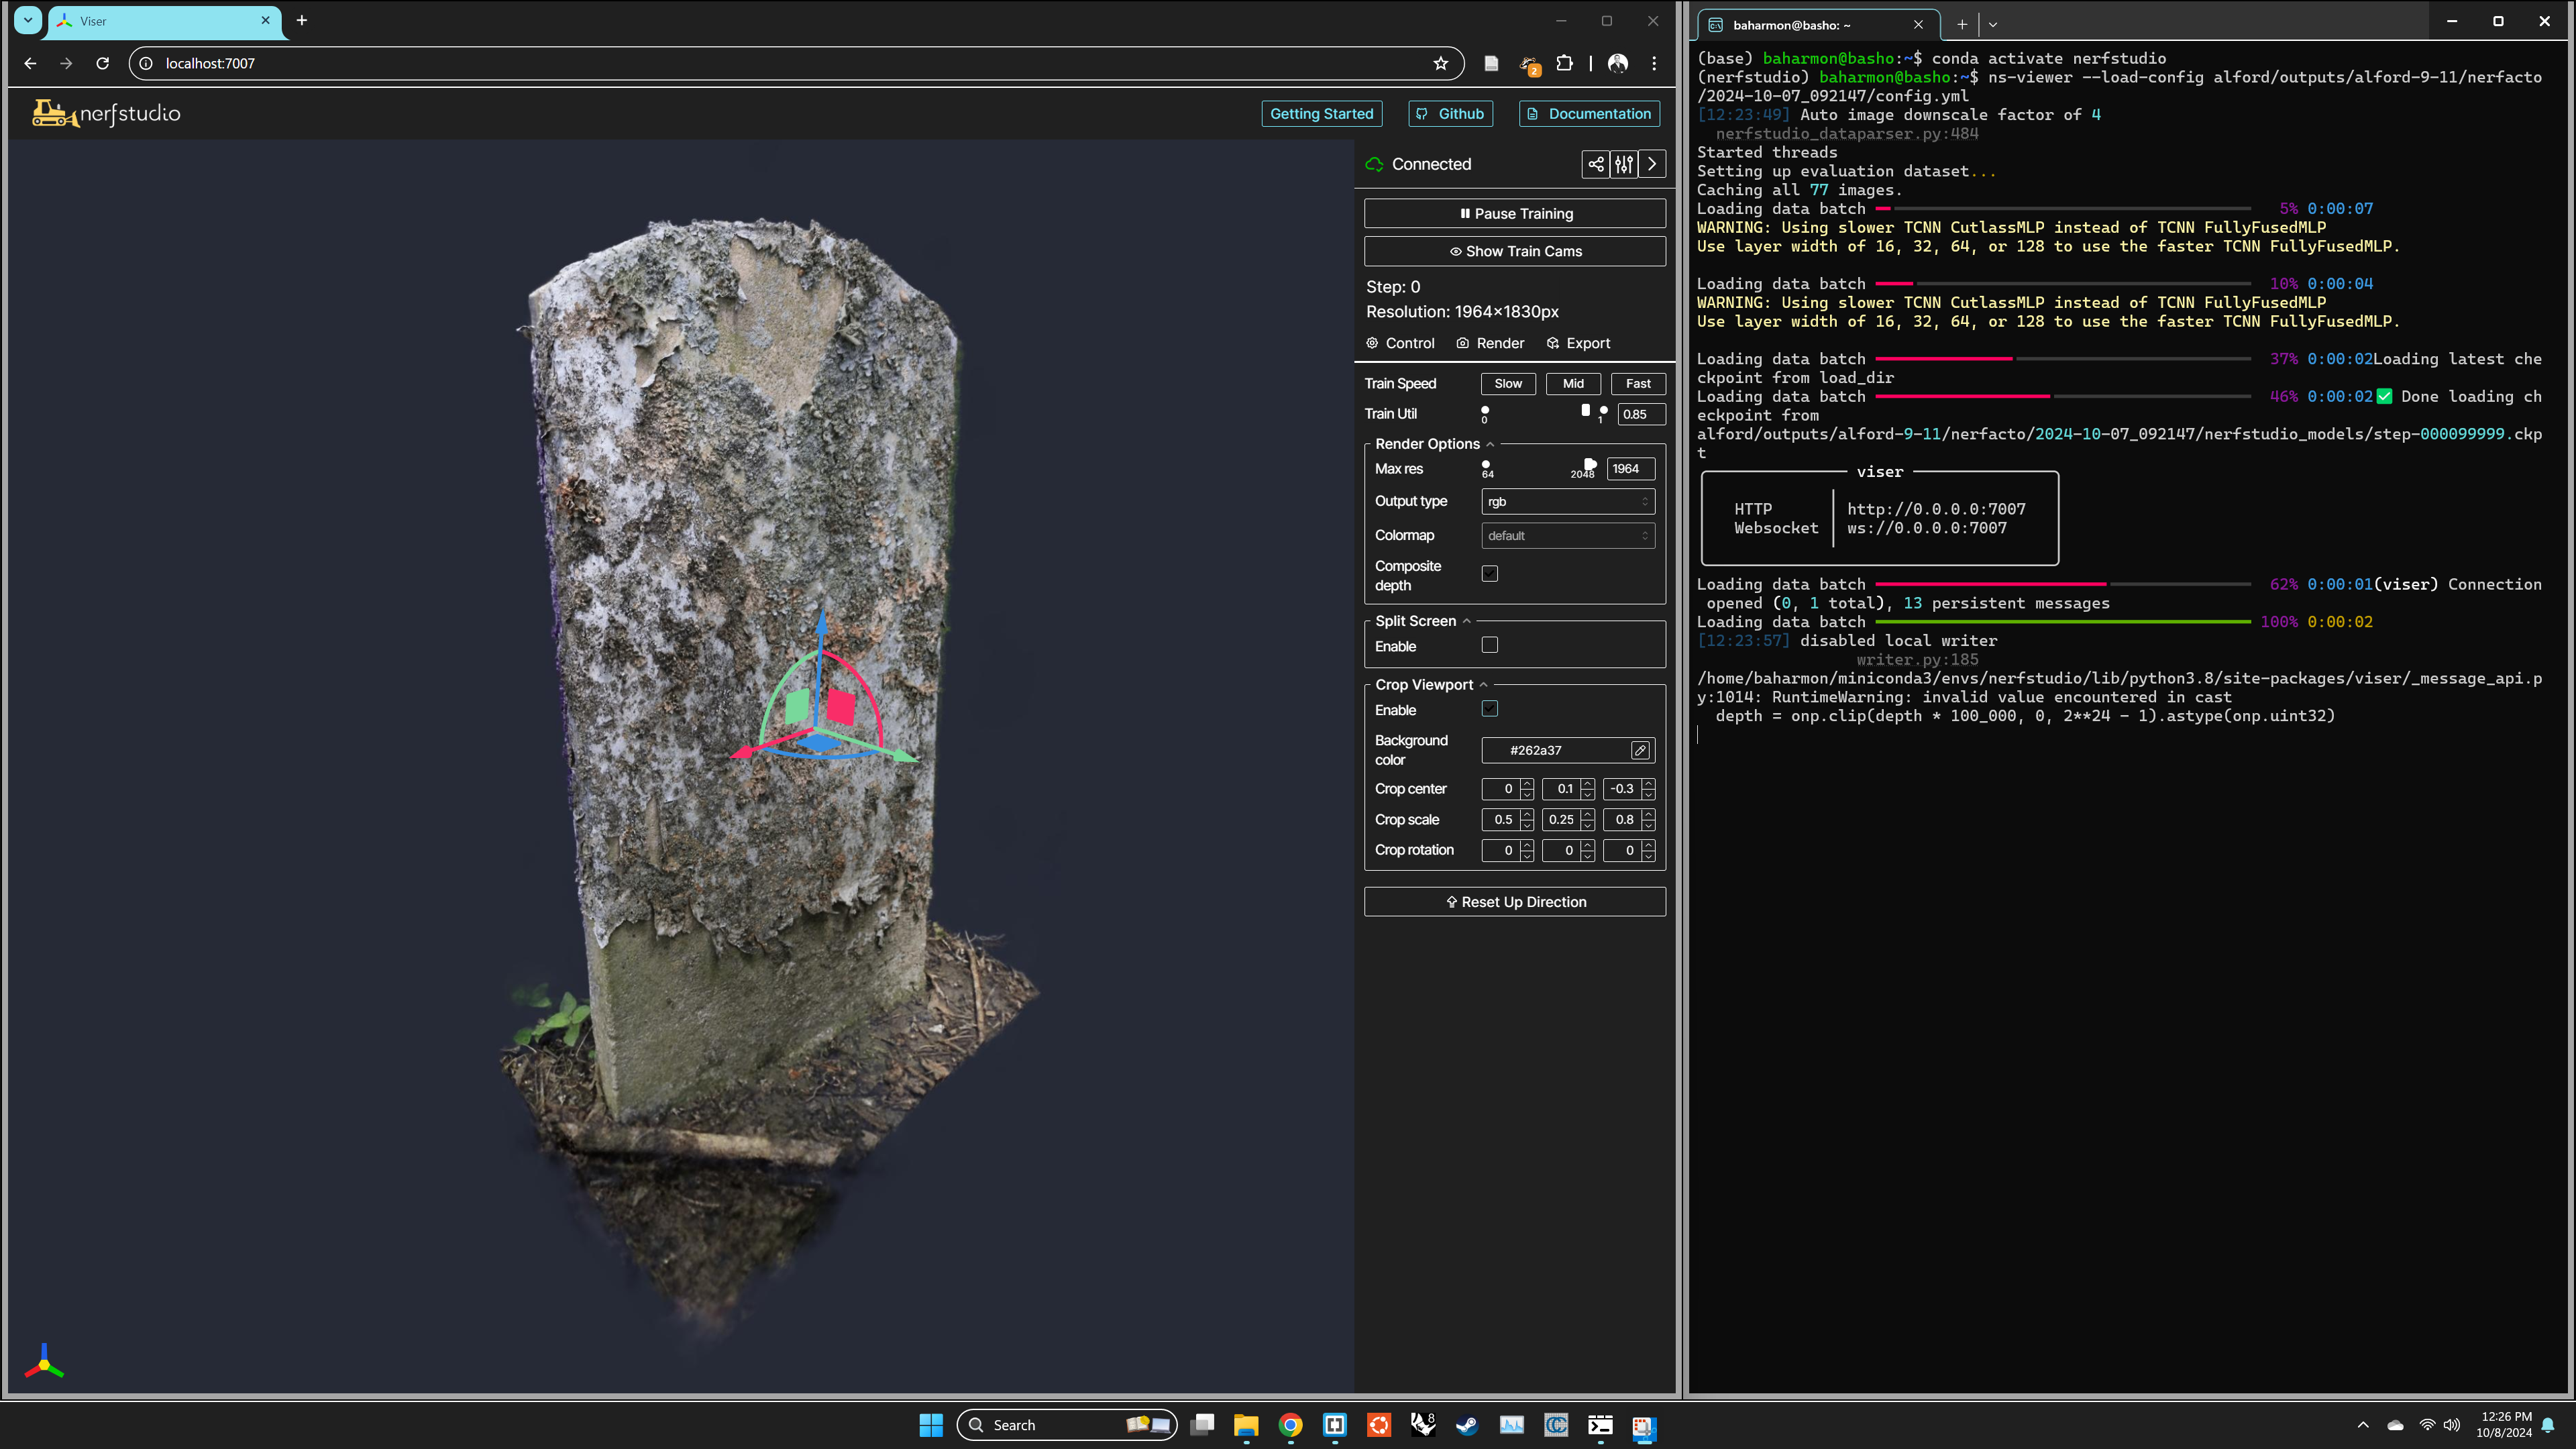 Viser
localhost:7007
2
nerfstudio
Getting Started
Github
Documentation
Connected
Pause Training
Show Train Cams
Step: 0
Resolution: 1964×1830px
Control Render Export
Train Speed Slow Mid Fast
Train Util 0 1 0.85
Render Options
Max res 64 2048 1964
Output type rgb
Colormap default
Composite
depth
Split Screen
Enable
Crop Viewport
Enable
Background
color
#262a37
Crop center 0 0.1 -0.3
Crop scale 0.5 0.25 0.8
Crop rotation 0 0 0
Reset Up Direction
baharmon@basho: ~
(base) baharmon@basho:~$ conda activate nerfstudio
(nerfstudio) baharmon@basho:~$ ns-viewer --load-config alford/outputs/alford-9-11/nerfacto
/2024-10-07_092147/config.yml
[12:23:49] Auto image downscale factor of 4
nerfstudio_dataparser.py:484
Started threads
Setting up evaluation dataset...
Caching all 77 images.
Loading data batch 5% 0:00:07
WARNING: Using slower TCNN CutlassMLP instead of TCNN FullyFusedMLP
Use layer width of 16, 32, 64, or 128 to use the faster TCNN FullyFusedMLP.
Loading data batch 10% 0:00:04
WARNING: Using slower TCNN CutlassMLP instead of TCNN FullyFusedMLP
Use layer width of 16, 32, 64, or 128 to use the faster TCNN FullyFusedMLP.
Loading data batch 37% 0:00:02Loading latest che
ckpoint from load_dir
Loading data batch 46% 0:00:02✅ Done loading ch
eckpoint from
alford/outputs/alford-9-11/nerfacto/2024-10-07_092147/nerfstudio_models/step-000099999.ckp
t
viser
HTTP http://0.0.0.0:7007
Websocket ws://0.0.0.0:7007
Loading data batch 62% 0:00:01(viser) Connection
opened (0, 1 total), 13 persistent messages
Loading data batch 100% 0:00:02
[12:23:57] disabled local writer
writer.py:185
/home/baharmon/miniconda3/envs/nerfstudio/lib/python3.8/site-packages/viser/_message_api.p
y:1014: RuntimeWarning: invalid value encountered in cast
depth = onp.clip(depth * 100_000, 0, 2**24 - 1).astype(onp.uint32)
Search
8
12:26 PM
10/8/2024